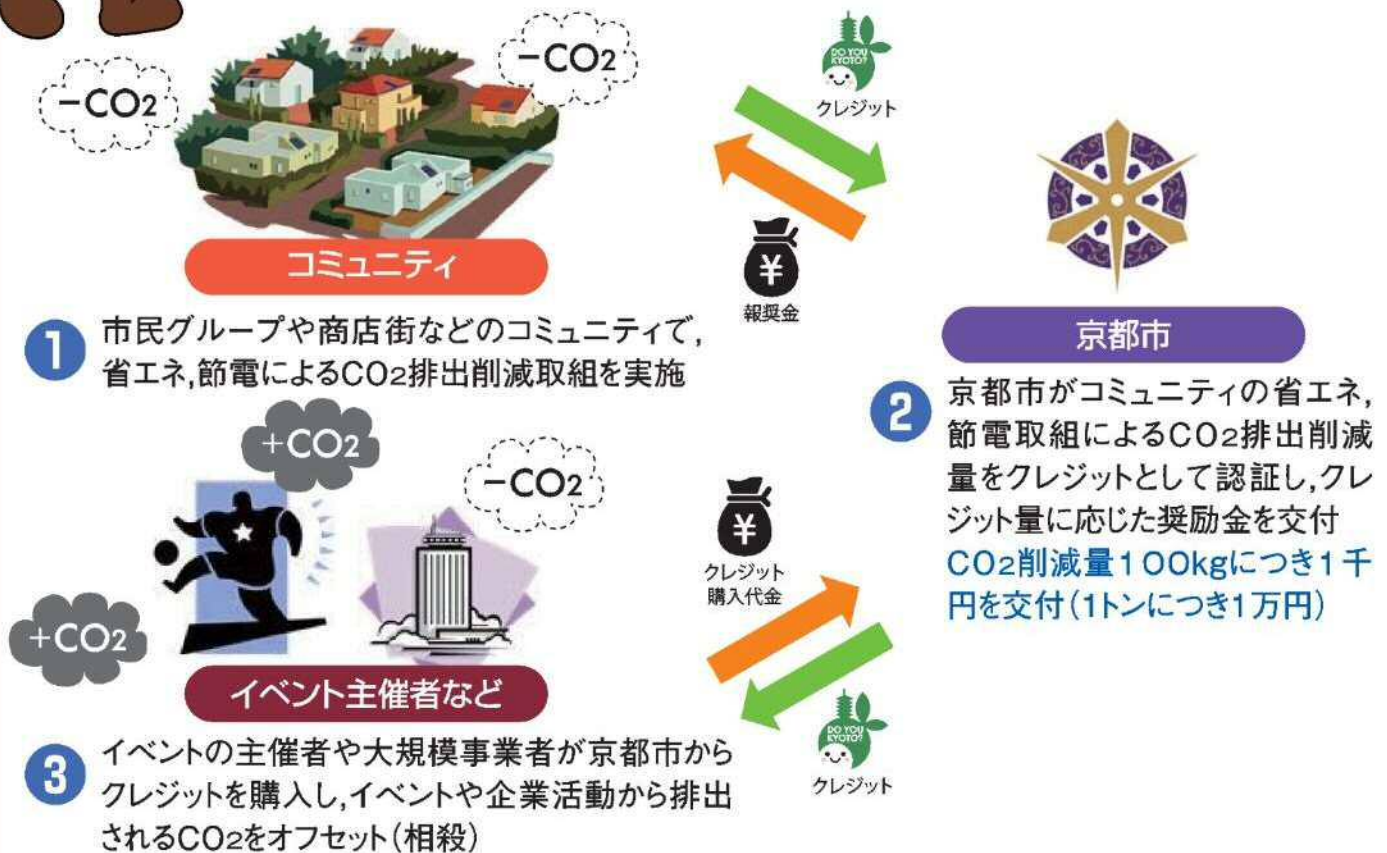 -CO2
-CO2
DO YOU
KYOTO?
クレジット
コミュニティ
報奨金
¥
1
市民グループや商店街などのコミュニティで,
省エネ,節電によるCO2排出削減取組を実施
京都市
2
京都市がコミュニティの省エネ,
節電取組によるCO2排出削減
量をクレジットとして認証し,クレ
ジット量に応じた奨励金を交付
CO2削減量100kgにつき1千
円を交付(1トンにつき1万円)
+CO2
-CO2
+CO2
¥
クレジット
購入代金
イベント主催者など
DO YOU
KYOTO?
クレジット
3
イベントの主催者や大規模事業者が京都市から
クレジットを購入し,イベントや企業活動から排出
されるCO2をオフセット(相殺)